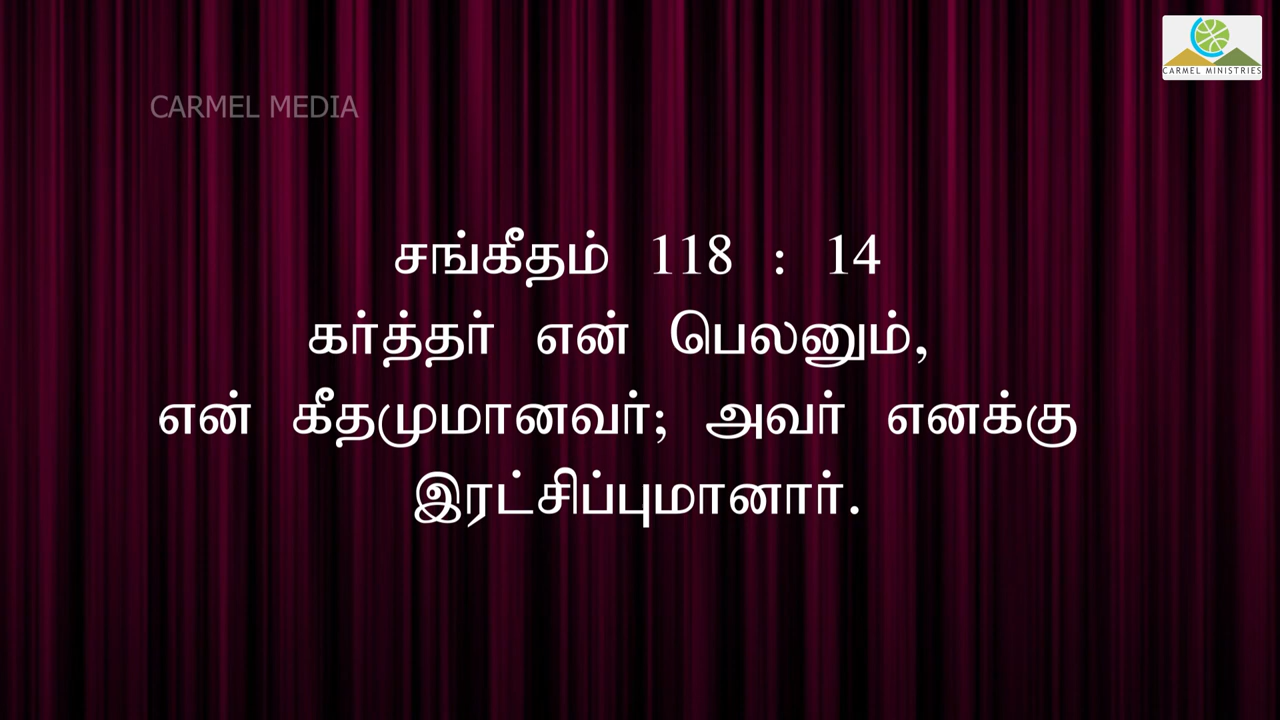 CARMEL MINISTRIES
CARMEL MEDIA
சங்கீதம் 118 : 14
கர்த்தர் என் பெலனும்,
என் கீதமுமானவர்; அவர் எனக்கு
இரட்சிப்புமானார்.